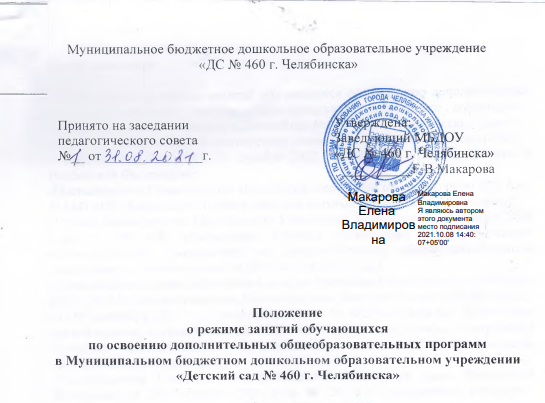 Муниципальное бюджетное дошкольное образовательное учреждение
«ДС № 460 г. Челябинска»
Принято на заседании
педагогического совета
№1 от 31.08.2021 г.
Утверждена:
Заведующий МБДОУ
«ДС № 460 г. Челябинска»
Е.В.Макарова
Макарова
Елена
Владимиров
на
Макарова Елена
Владимировна
Я являюсь автором
этого документа
место подписания
2021.10.08 14:40:
07+05'00'
Положение
о режиме занятий обучающихся
по освоению дополнительных общеобразовательных программ
в Муниципальном бюджетном дошкольном образовательном учреждении
«Детский сад № 460 г. Челябинска»